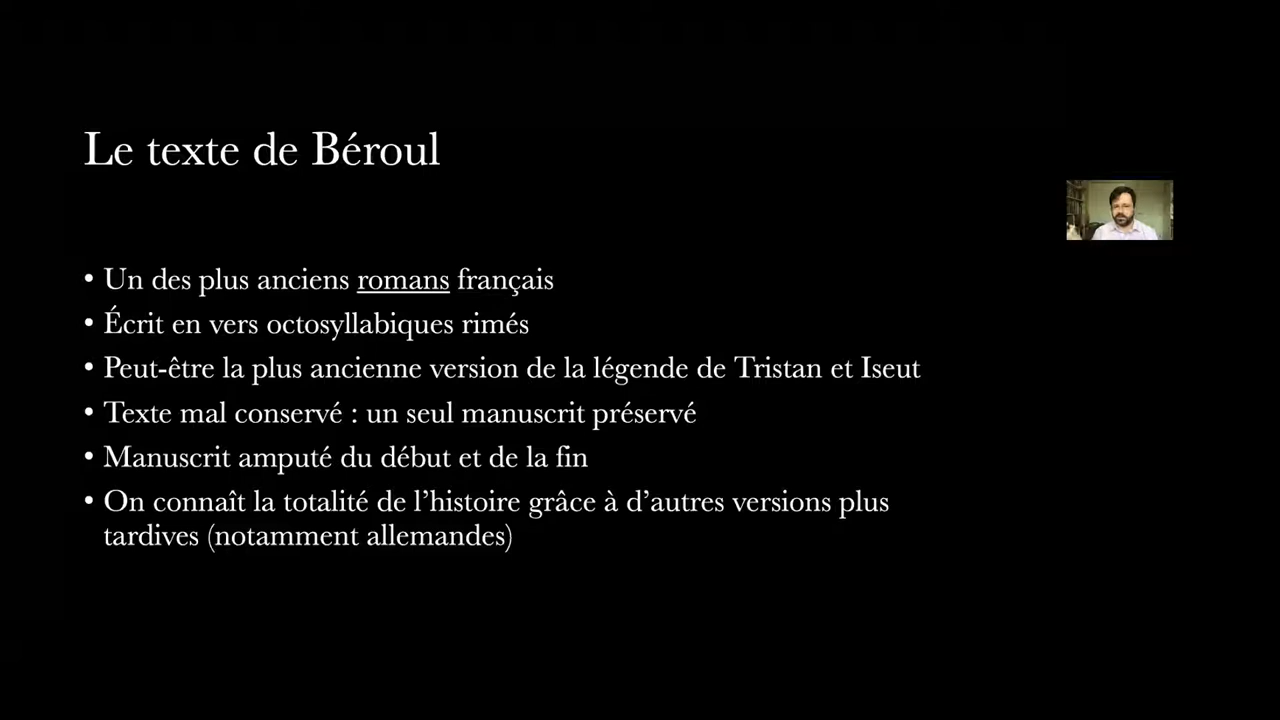 Le texte de Béroul
• Un des plus anciens romans français
• Écrit en vers octosyllabiques rimés
• Peut-être la plus ancienne version de la légende de Tristan et Iseut
• Texte mal conservé : un seul manuscrit préservé
• Manuscrit amputé du début et de la fin
• On connaît la totalité de l’histoire grâce à d’autres versions plus
tardives (notamment allemandes)